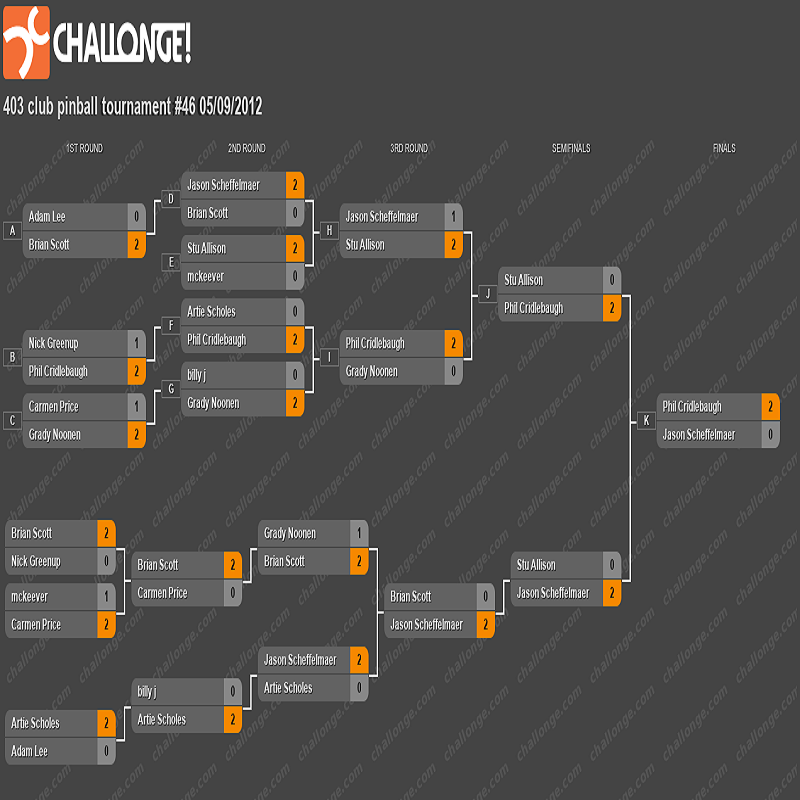 CHALLONGE!
403 club pinball tournament #46 05/09/2012
1ST ROUND 2ND ROUND 3RD ROUND SEMIFINALS FINALS
A
Adam Lee 0
Brian Scott 2
B
Nick Greenup 1
Phil Cridlebaugh 2
C
Carmen Price 1
Grady Noonen 2
D
Jason Scheffelmaer 2
Brian Scott 0
E
Stu Allison 2
mckeever 0
F
Artie Scholes 0
Phil Cridlebaugh 2
G
billy j 0
Grady Noonen 2
H
Jason Scheffelmaer 1
Stu Allison 2
I
Phil Cridlebaugh 2
Grady Noonen 0
J
Stu Allison 0
Phil Cridlebaugh 2
K
Phil Cridlebaugh 2
Jason Scheffelmaer 0
Brian Scott 2
Nick Greenup 0
mckeever 1
Carmen Price 2
Artie Scholes 2
Adam Lee 0
Brian Scott 2
Carmen Price 0
billy j 0
Artie Scholes 2
Grady Noonen 1
Brian Scott 2
Jason Scheffelmaer 2
Artie Scholes 0
Brian Scott 0
Jason Scheffelmaer 2
Stu Allison 0
Jason Scheffelmaer 2
challonge.com